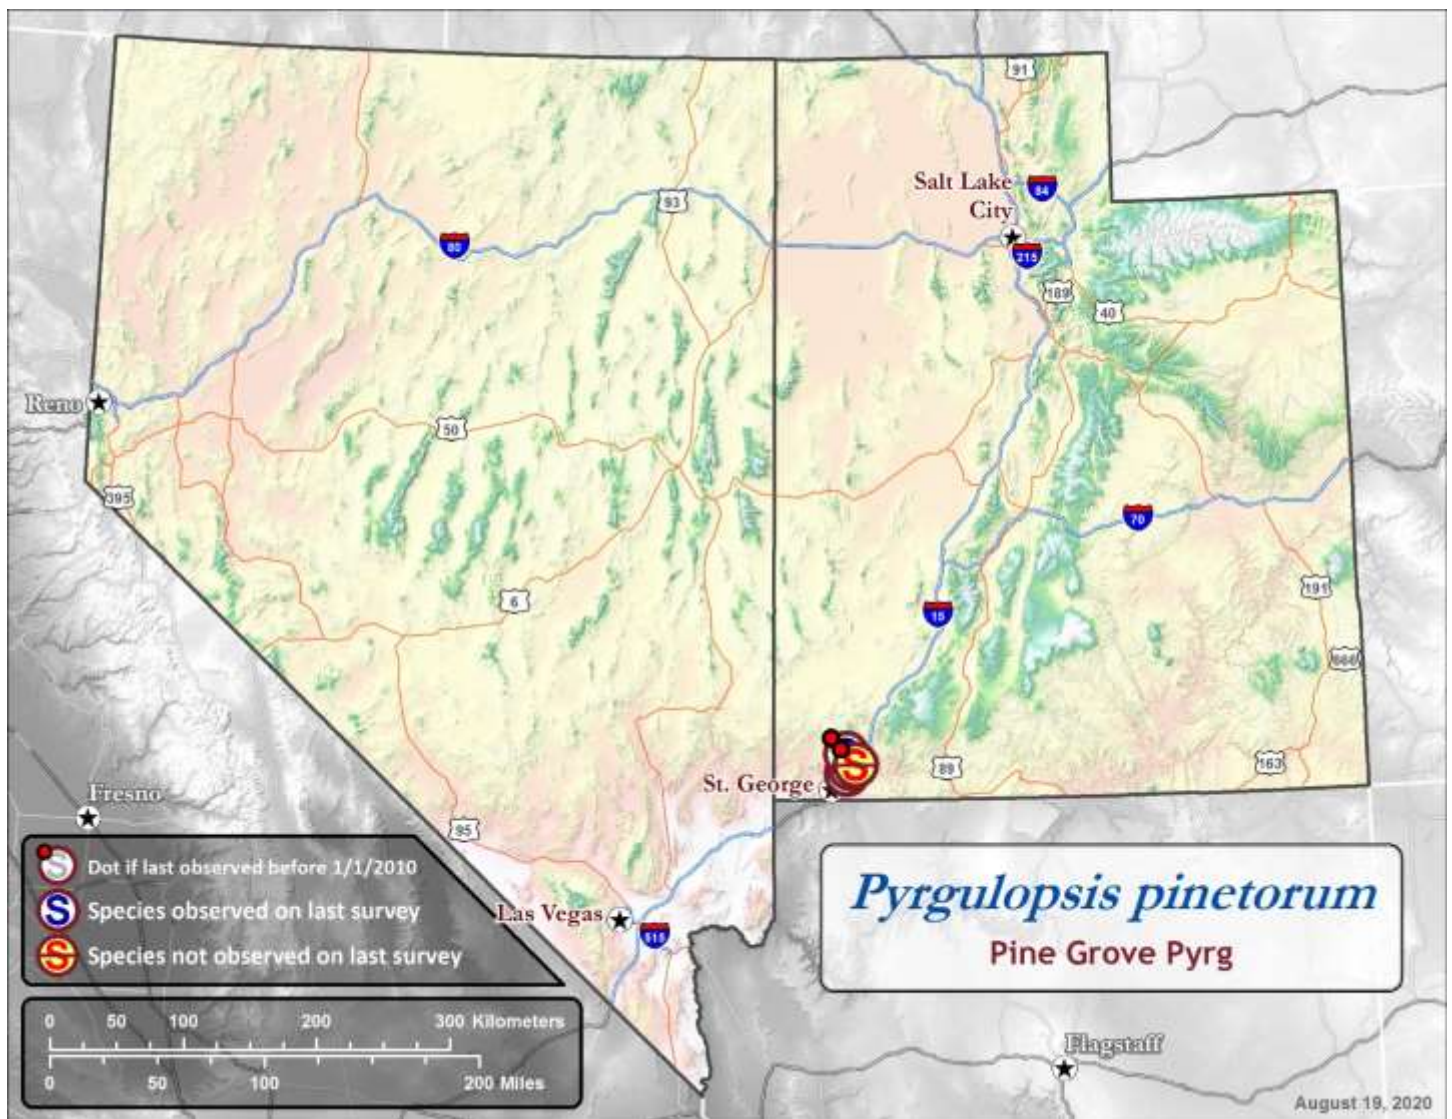 91
Salt Lake
City
84
93
80
215
189
40
Reno
50
395
70
6
191
15
666
St. George
89
163
Fresno
95
S
Dot if last observed before 1/1/2010
S
Species observed on last survey
S
Species not observed on last survey
Las Vegas
515
Pyrgulopsis pinetorum
Pine Grove Pyrg
0 50 100 200 300 Kilometers
0 50 100 200 Miles
Flagstaff
August 19, 2020